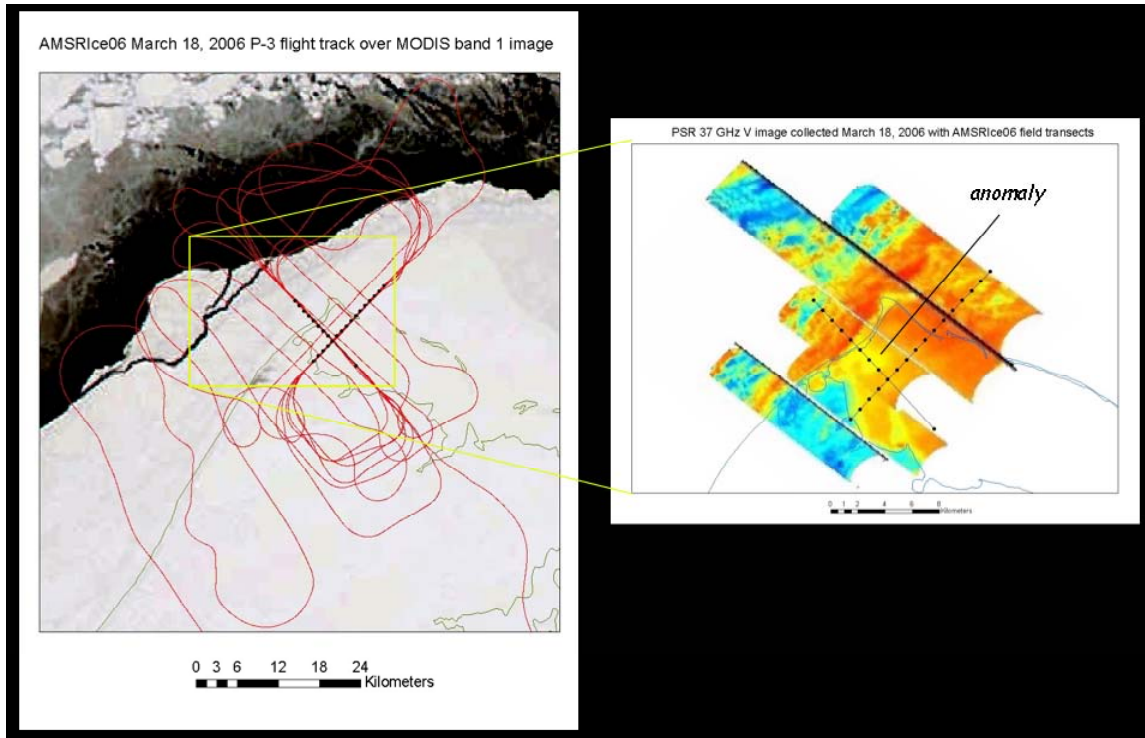 AMSRIce06 March 18, 2006 P-3 flight track over MODIS band 1 image
0 3 6 12 18 24
Kilometers
PSR 37 GHz V image collected March 18, 2006 with AMSRIce06 field transects
anomaly
0 1 2 4 6 8
Kilometers